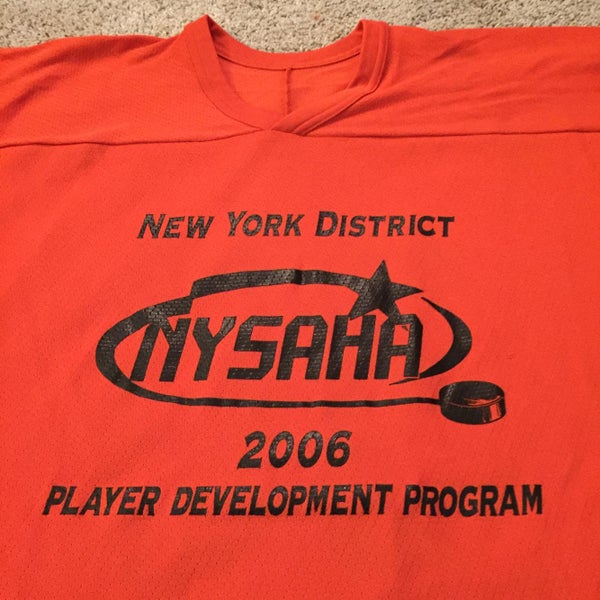 NEW YORK DISTRICT
NYSAHA
2006
PLAYER DEVELOPMENT PROGRAM